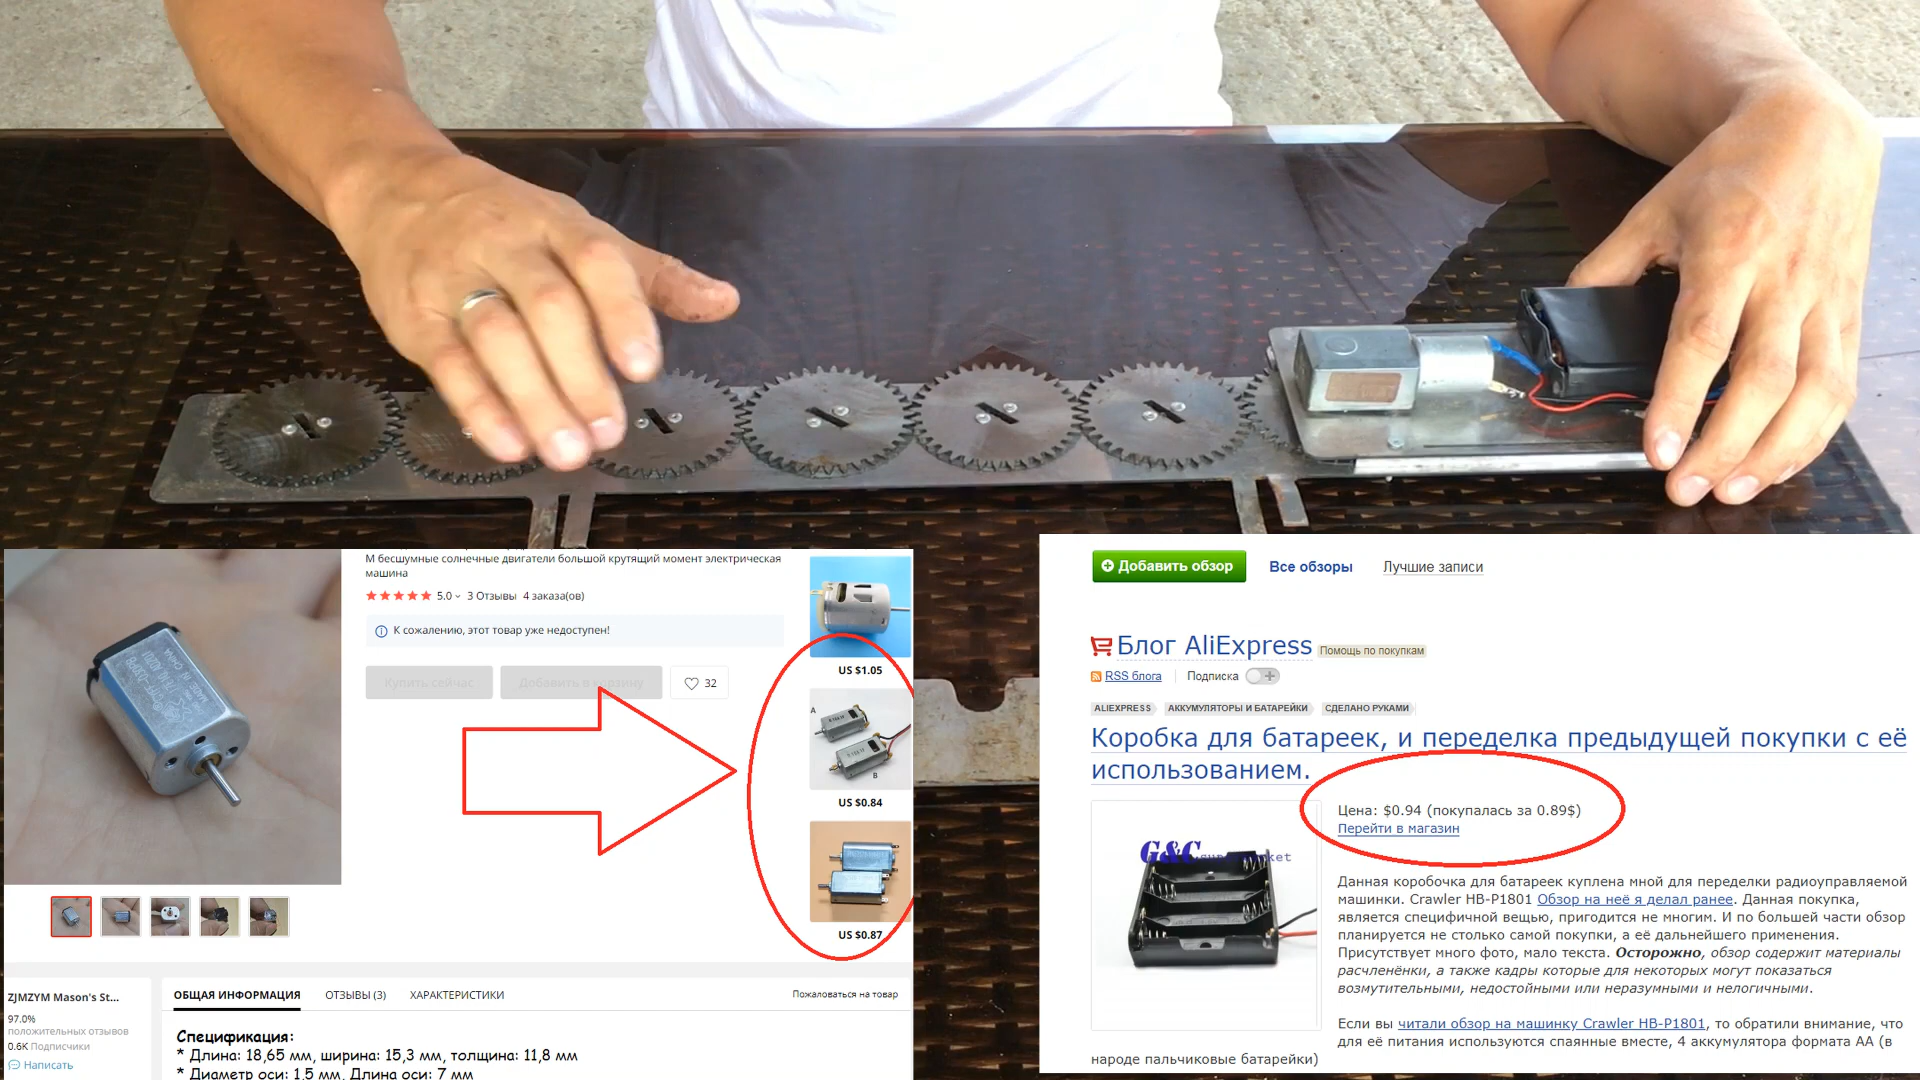 М бесшумные солнечные двигатели большой крутящий момент электрическая
машина
5.0 3 Отзывы 4 заказа(ов)
К сожалению, этот товар уже недоступен!
Купить сейчас
Добавить в корзину
32
US $1.05
A
B
US $0.84
US $0.87
ZJMZYM Mason's St...
97.0%
положительных отзывов
0.6K Подписчики
Написать
ОБЩАЯ ИНФОРМАЦИЯ
ОТЗЫВЫ (3)
ХАРАКТЕРИСТИКИ
Пожаловаться на товар
Спецификация:
* Длина: 18,65 мм, ширина: 15,3 мм, толщина: 11,8 мм
* Диаметр оси: 1,5 мм, Длина оси: 7 мм
Добавить обзор
Все обзоры
Лучшие записи
Блог AliExpress
Помощь по покупкам
RSS блога
Подписка
ALIEXPRESS
АККУМУЛЯТОРЫ И БАТАРЕЙКИ
СДЕЛАНО РУКАМИ
Коробка для батареек, и переделка предыдущей покупки с её
использованием.
Цена: $0.94 (покупалась за 0.89$)
Перейти в магазин
G&C
Данная коробочка для батареек куплена мной для переделки радиоуправляемой
машинки. Crawler HB-P1801 Обзор на неё я делал ранее. Данная покупка,
является специфичной вещью, пригодится не многим. И по большей части обзор
планируется не столько самой покупки, а её дальнейшего применения.
Присутствует много фото, мало текста. Осторожно, обзор содержит материалы
расчленёнки, а также кадры которые для некоторых могут показаться
возмутительными, недостойными или неразумными и нелогичными.
Если вы читали обзор на машинку Crawler HB-P1801, то обратили внимание, что
для её питания используются спаянные вместе, 4 аккумулятора формата АА (в
народе пальчиковые батарейки)